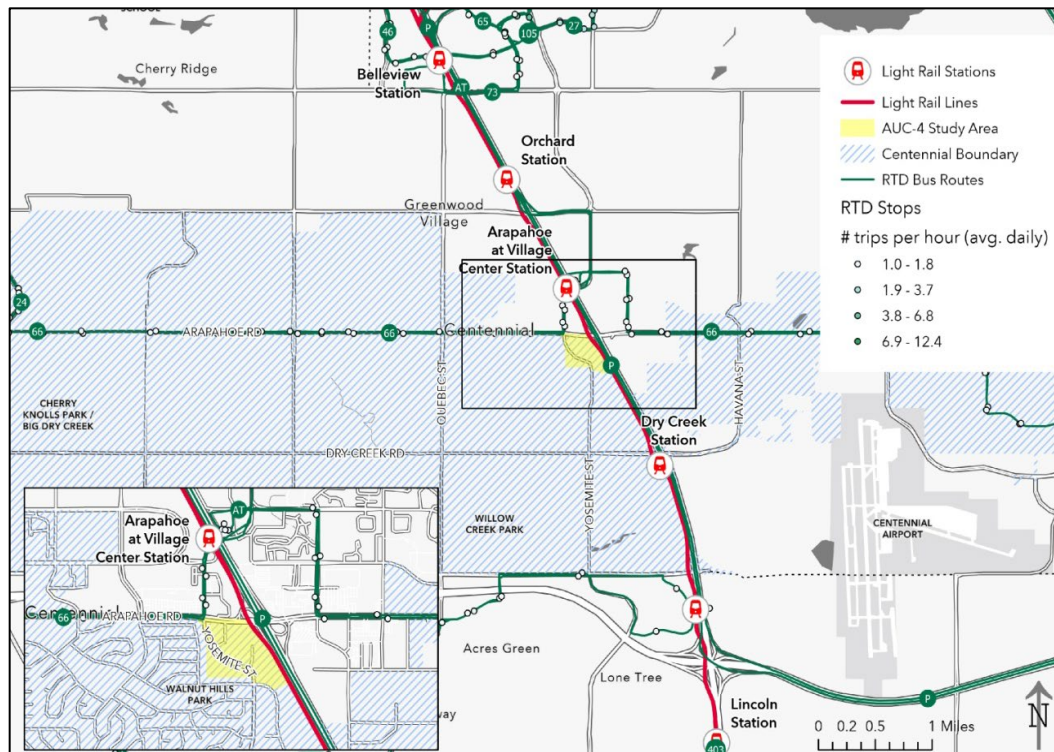 SCHOOL
46
P
65
105
27
Cherry Ridge
Belleview
Station
AT
73
Orchard
Station
Greenwood
Village
Arapahoe
at Village
Center Station
24
66
ARAPAHOE RD
66
Centennial
66
P
QUEBEC ST
HAVANA ST
YOSEMITE ST
CHERRY
KNOLLS PARK /
BIG DRY CREEK
DRY CREEK RD
Dry Creek
Station
WILLOW
CREEK PARK
CENTENNIAL
AIRPORT
Acres Green
Lone Tree
P
Lincoln
Station
403
Light Rail Stations
Light Rail Lines
AUC-4 Study Area
Centennial Boundary
RTD Bus Routes
RTD Stops
# trips per hour (avg. daily)
1.0 - 1.8
1.9 - 3.7
3.8 - 6.8
6.9 - 12.4
Arapahoe
at Village
Center Station
AT
Centennial
66
ARAPAHOE RD
P
YOSEMITE ST
WALNUT HILLS
PARK
way
0 0.2 0.5 1 Miles
N